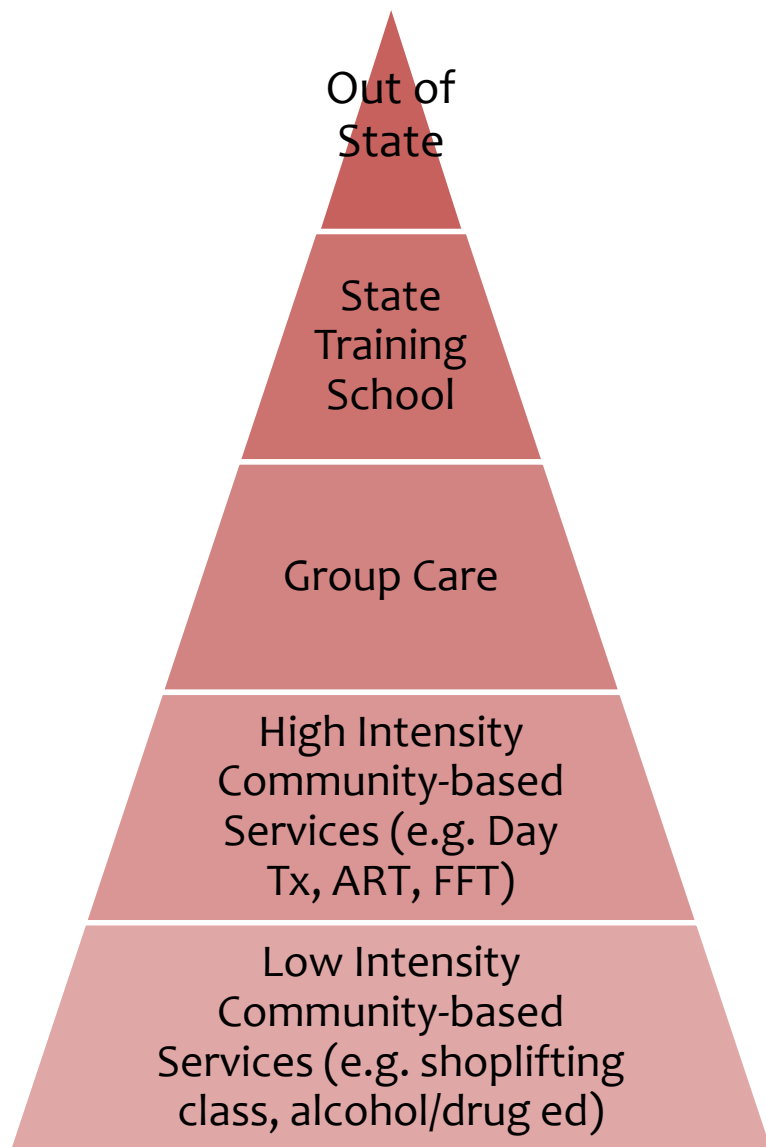 Out of
State
State
Training
School
Group Care
High Intensity
Community-based
Services (e.g. Day
Tx, ART, FFT)
Low Intensity
Community-based
Services (e.g. shoplifting
class, alcohol/drug ed)